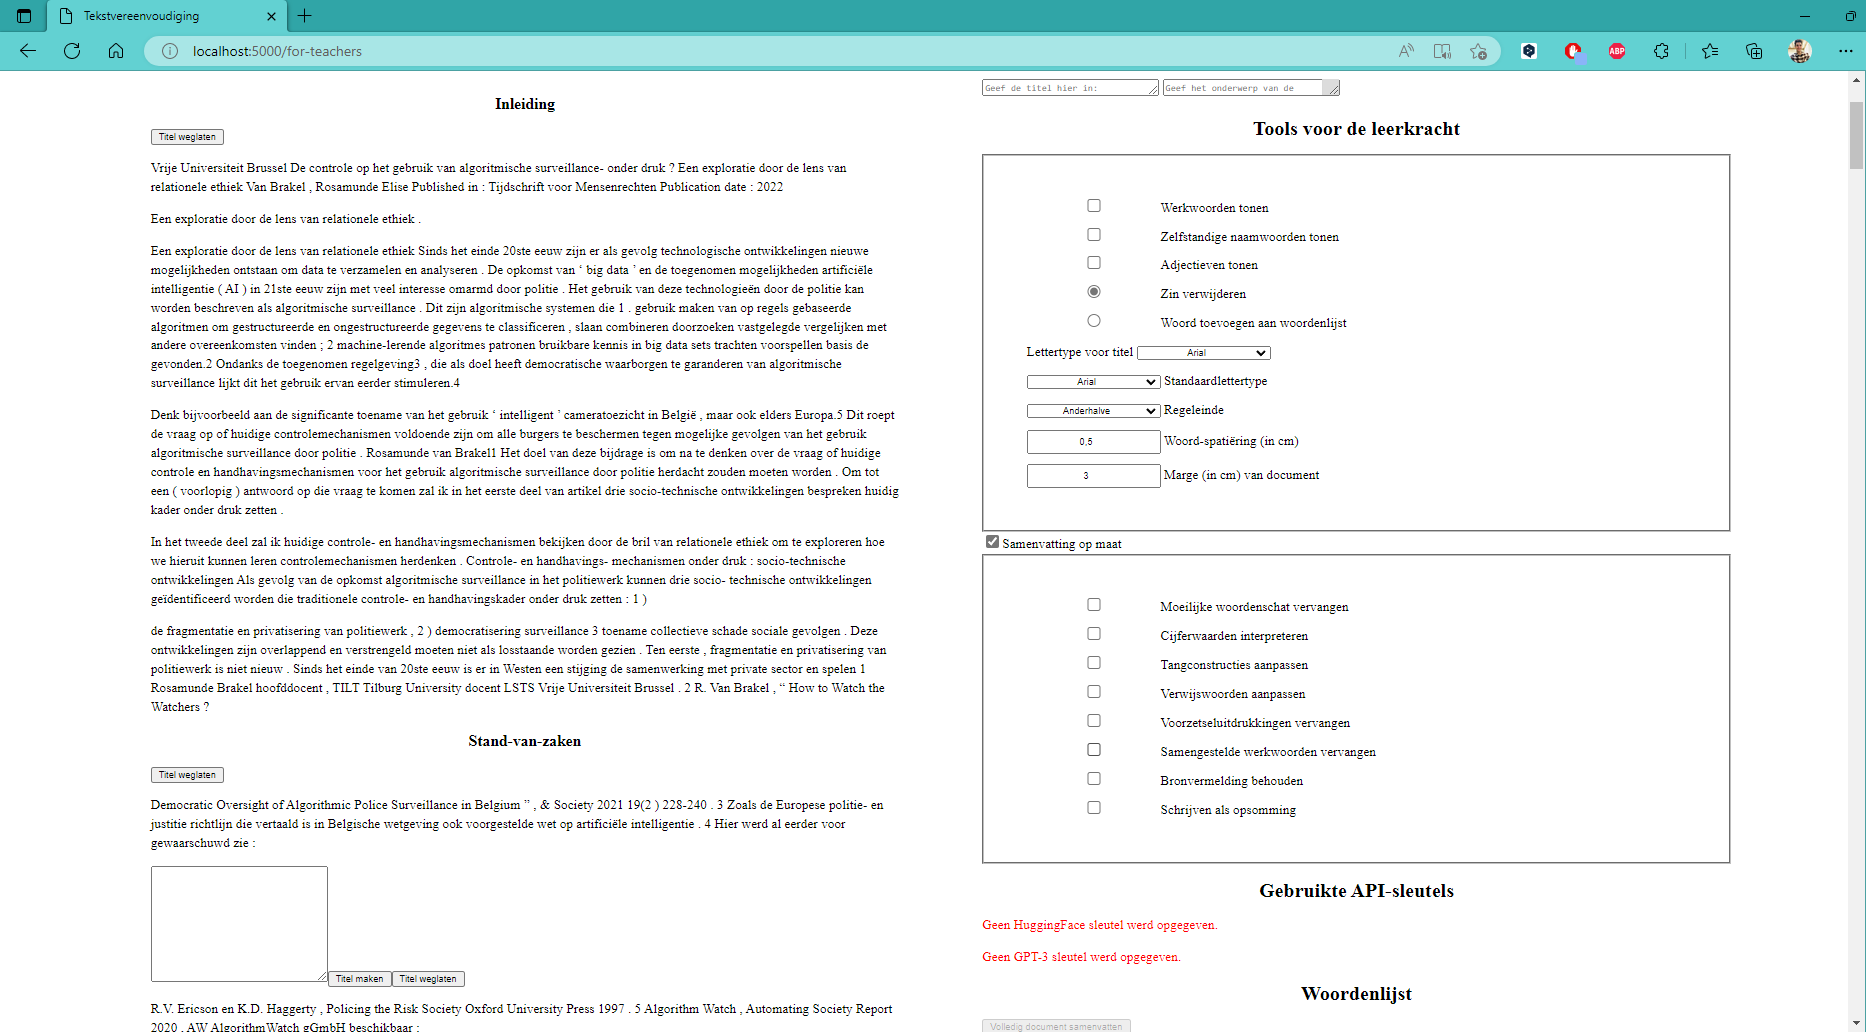 Tekstvereenvoudiging
localhost:5000/for-teachers
ABP
Inleiding
Titel weglaten
Vrije Universiteit Brussel De controle op het gebruik van algoritmische surveillance- onder druk ? Een exploratie door de lens van
relationele ethiek Van Brakel , Rosamunde Elise Published in : Tijdschrift voor Mensenrechten Publication date : 2022
Een exploratie door de lens van relationele ethiek .
Een exploratie door de lens van relationele ethiek Sinds het einde 20ste eeuw zijn er als gevolg technologische ontwikkelingen nieuwe
mogelijkheden ontstaan om data te verzamelen en analyseren . De opkomst van ‘ big data ’ en de toegenomen mogelijkheden artificiële
intelligentie ( AI ) in 21ste eeuw zijn met veel interesse omarmd door politie . Het gebruik van deze technologieën door de politie kan
worden beschreven als algoritmische surveillance . Dit zijn algoritmische systemen die 1 . gebruik maken van op regels gebaseerde
algoritmen om gestructureerde en ongestructureerde gegevens te classificeren , slaan combineren doorzoeken vastgelegde vergelijken met
andere overeenkomsten vinden ; 2 machine-lerende algoritmes patronen bruikbare kennis in big data sets trachten voorspellen basis de
gevonden.2 Ondanks de toegenomen regelgeving3 , die als doel heeft democratische waarborgen te garanderen van algoritmische
surveillance lijkt dit het gebruik ervan eerder stimuleren.4
Denk bijvoorbeeld aan de significante toename van het gebruik ‘ intelligent ’ cameratoezicht in België , maar ook elders Europa.5 Dit roept
de vraag op of huidige controlemechanismen voldoende zijn om alle burgers te beschermen tegen mogelijke gevolgen van het gebruik
algoritmische surveillance door politie . Rosamunde van Brakel1 Het doel van deze bijdrage is om na te denken over de vraag of huidige
controle en handhavingsmechanismen voor het gebruik algoritmische surveillance door politie herdacht zouden moeten worden . Om tot
een ( voorlopig ) antwoord op die vraag te komen zal ik in het eerste deel van artikel drie socio-technische ontwikkelingen bespreken huidig
kader onder druk zetten .
In het tweede deel zal ik huidige controle- en handhavingsmechanismen bekijken door de bril van relationele ethiek om te exploreren hoe
we hieruit kunnen leren controlemechanismen herdenken . Controle- en handhavings- mechanismen onder druk : socio-technische
ontwikkelingen Als gevolg van de opkomst algoritmische surveillance in het politiewerk kunnen drie socio- technische ontwikkelingen
geïdentificeerd worden die traditionele controle- en handhavingskader onder druk zetten : 1 )
de fragmentatie en privatisering van politiewerk , 2 ) democratisering surveillance 3 toename collectieve schade sociale gevolgen . Deze
ontwikkelingen zijn overlappend en verstrengeld moeten niet als losstaande worden gezien . Ten eerste , fragmentatie en privatisering van
politiewerk is niet nieuw . Sinds het einde van 20ste eeuw is er in Westen een stijging de samenwerking met private sector en spelen 1
Rosamunde Brakel hoofddocent , TILT Tilburg University docent LSTS Vrije Universiteit Brussel . 2 R. Van Brakel , “ How to Watch the
Watchers ?
Stand-van-zaken
Titel weglaten
Democratic Oversight of Algorithmic Police Surveillance in Belgium ” , & Society 2021 19(2 ) 228-240 . 3 Zoals de Europese politie- en
justitie richtlijn die vertaald is in Belgische wetgeving ook voorgestelde wet op artificiële intelligentie . 4 Hier werd al eerder voor
gewaarschuwd zie :
Titel maken Titel weglaten
R.V. Ericson en K.D. Haggerty , Policing the Risk Society Oxford University Press 1997 . 5 Algorithm Watch , Automating Society Report
2020 . AW AlgorithmWatch gGmbH beschikbaar :
Geef de titel hier in: Geef het onderwerp van de
Tools voor de leerkracht
Werkwoorden tonen
Zelfstandige naamwoorden tonen
Adjectieven tonen
Zin verwijderen
Woord toevoegen aan woordenlijst
Lettertype voor titel Arial
Arial Standaardlettertype
Anderhalve Regeleinde
0,5 Woord-spatiëring (in cm)
3 Marge (in cm) van document
Samenvatting op maat
Moeilijke woordenschat vervangen
Cijferwaarden interpreteren
Tangconstructies aanpassen
Verwijswoorden aanpassen
Voorzetseluitdrukkingen vervangen
Samengestelde werkwoorden vervangen
Bronvermelding behouden
Schrijven als opsomming
Gebruikte API-sleutels
Geen HuggingFace sleutel werd opgegeven.
Geen GPT-3 sleutel werd opgegeven.
Woordenlijst
Volledig document samenvatten